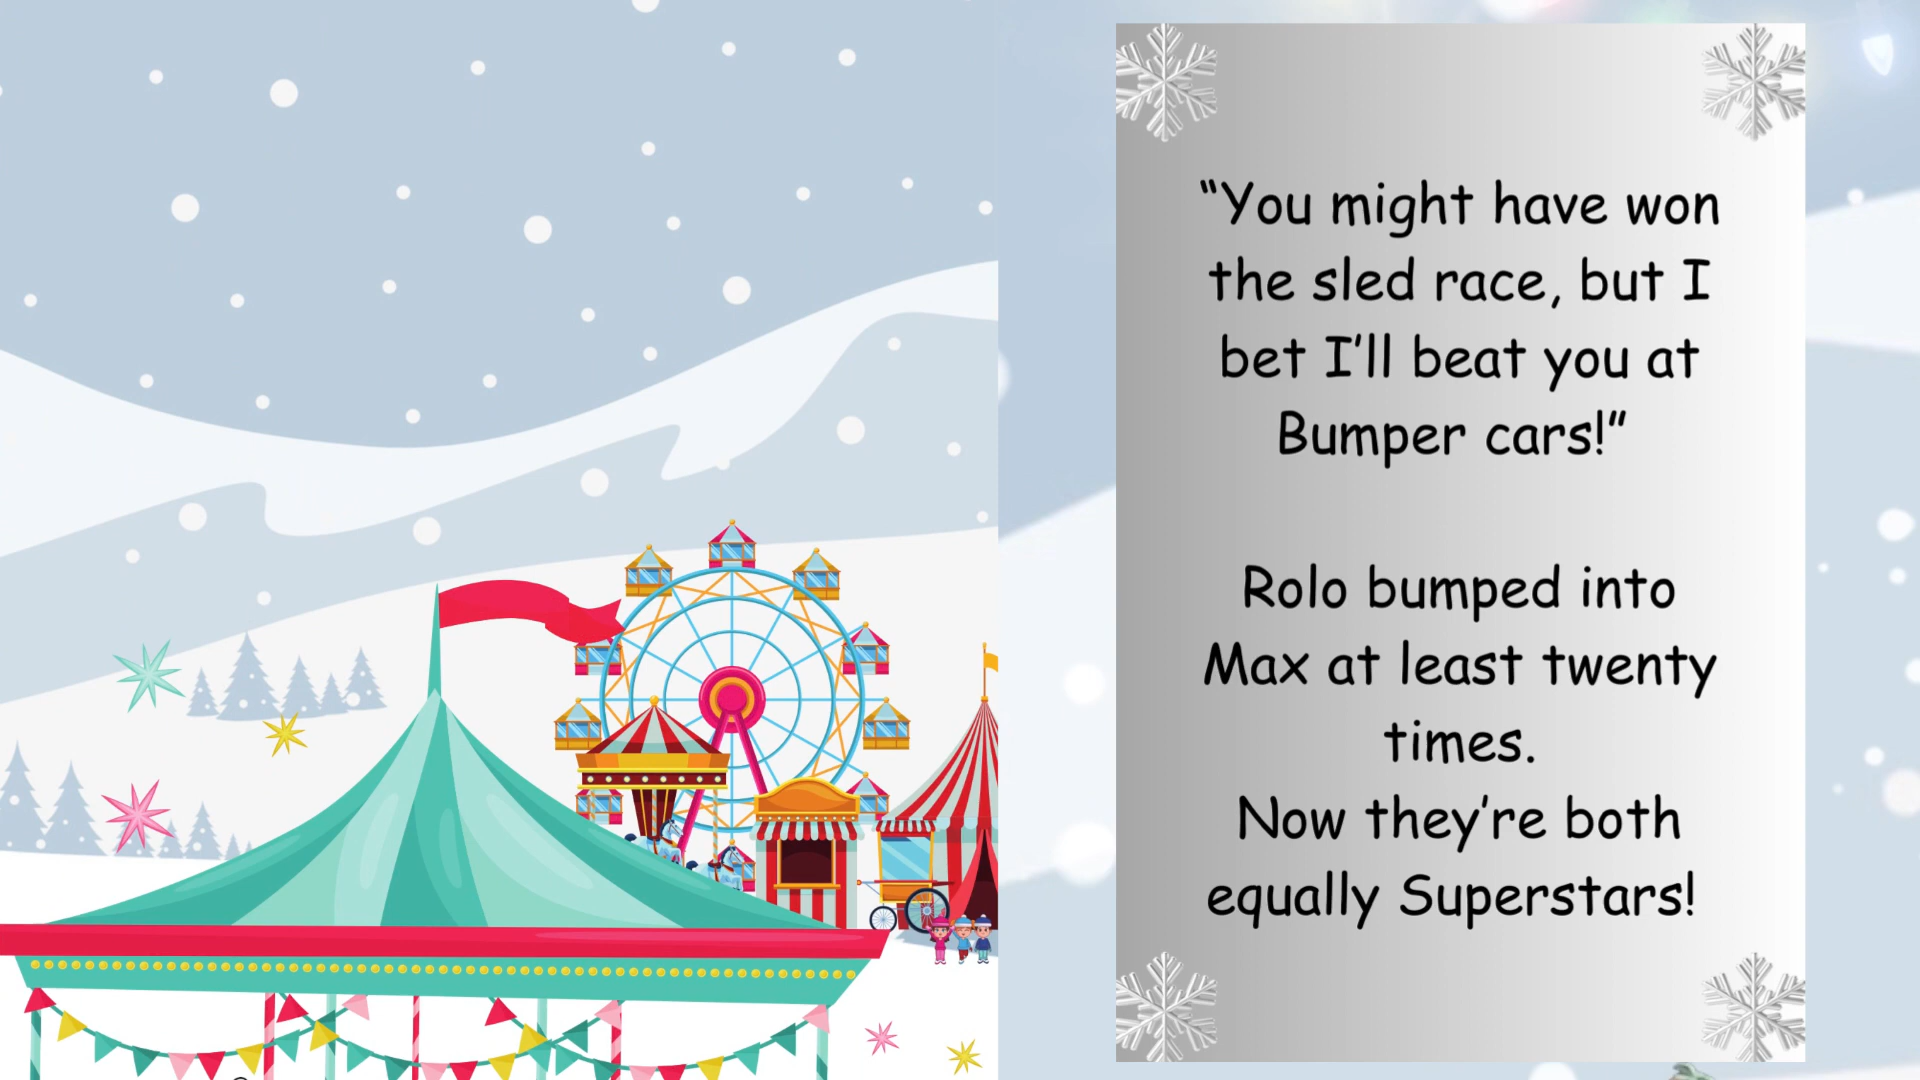 “You might have won
the sled race, but I
bet I’ll beat you at
Bumper cars!”
Rolo bumped into
Max at least twenty
times.
Now they’re both
equally Superstars!